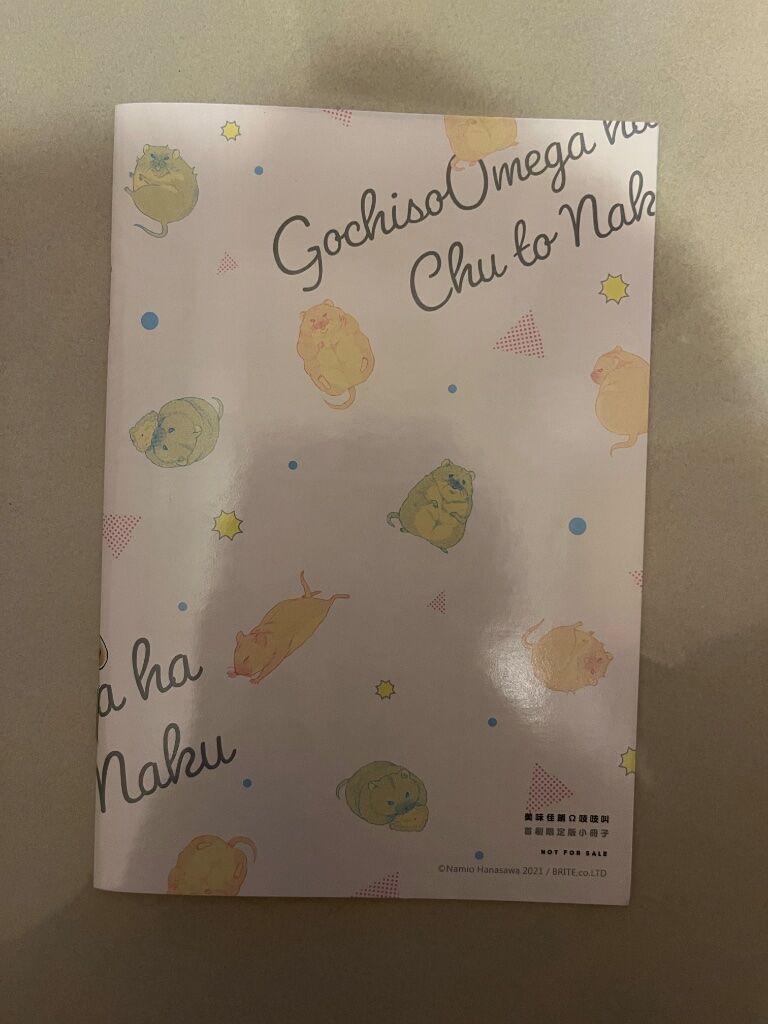 GochisoOmega ha
Chu to Nak
a ha
Naku
美味佳餚Ω吱吱叫
首刷限定版小冊子
NOT FOR SALE
©Namio Hanasawa 2021 / BRITE.co.LTD